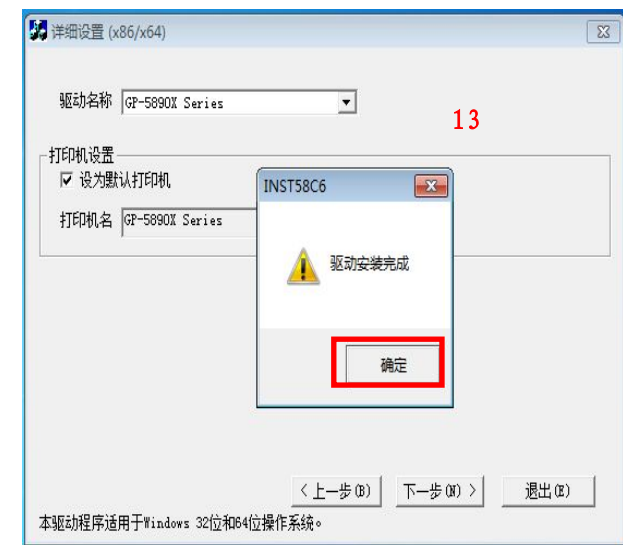 详细设置 (x86/x64)
驱动名称 GP-5890X Series
13
打印机设置
设为默认打印机
打印机名 GP-5890X Series
INST58C6
驱动安装完成
确定
< 上一步(B) 下一步(N) > 退出(E)
本驱动程序适用于Windows 32位和64位操作系统。